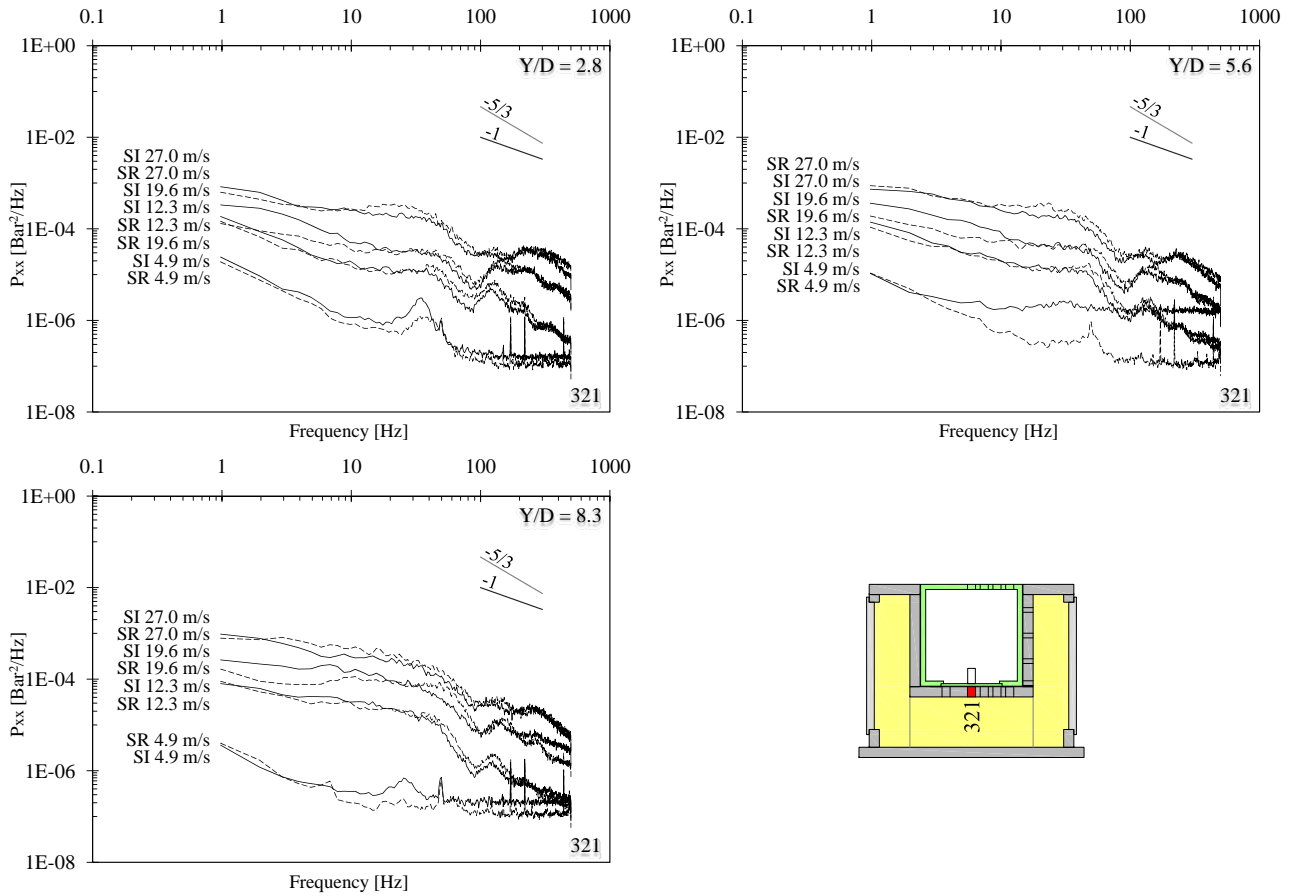 0.1 1 10 100 1000
1E+00
Y/D = 2.8
-5/3
1E-02
-1
SI 27.0 m/s
SR 27.0 m/s
SI 19.6 m/s
SI 12.3 m/s
SR 12.3 m/s
SR 19.6 m/s
SI 4.9 m/s
SR 4.9 m/s
1E-04
1E-06
1E-08
Pxx [Bar²/Hz]
321
Frequency [Hz]
0.1 1 10 100 1000
1E+00
Y/D = 5.6
-5/3
1E-02
-1
SR 27.0 m/s
SI 27.0 m/s
SI 19.6 m/s
SR 19.6 m/s
SI 12.3 m/s
SR 12.3 m/s
SI 4.9 m/s
SR 4.9 m/s
1E-04
1E-06
1E-08
Pxx [Bar²/Hz]
321
Frequency [Hz]
0.1 1 10 100 1000
1E+00
Y/D = 8.3
-5/3
1E-02
-1
SI 27.0 m/s
SR 27.0 m/s
SI 19.6 m/s
SR 19.6 m/s
SI 12.3 m/s
SR 12.3 m/s
SR 4.9 m/s
SI 4.9 m/s
1E-04
1E-06
1E-08
Pxx [Bar²/Hz]
321
Frequency [Hz]
321